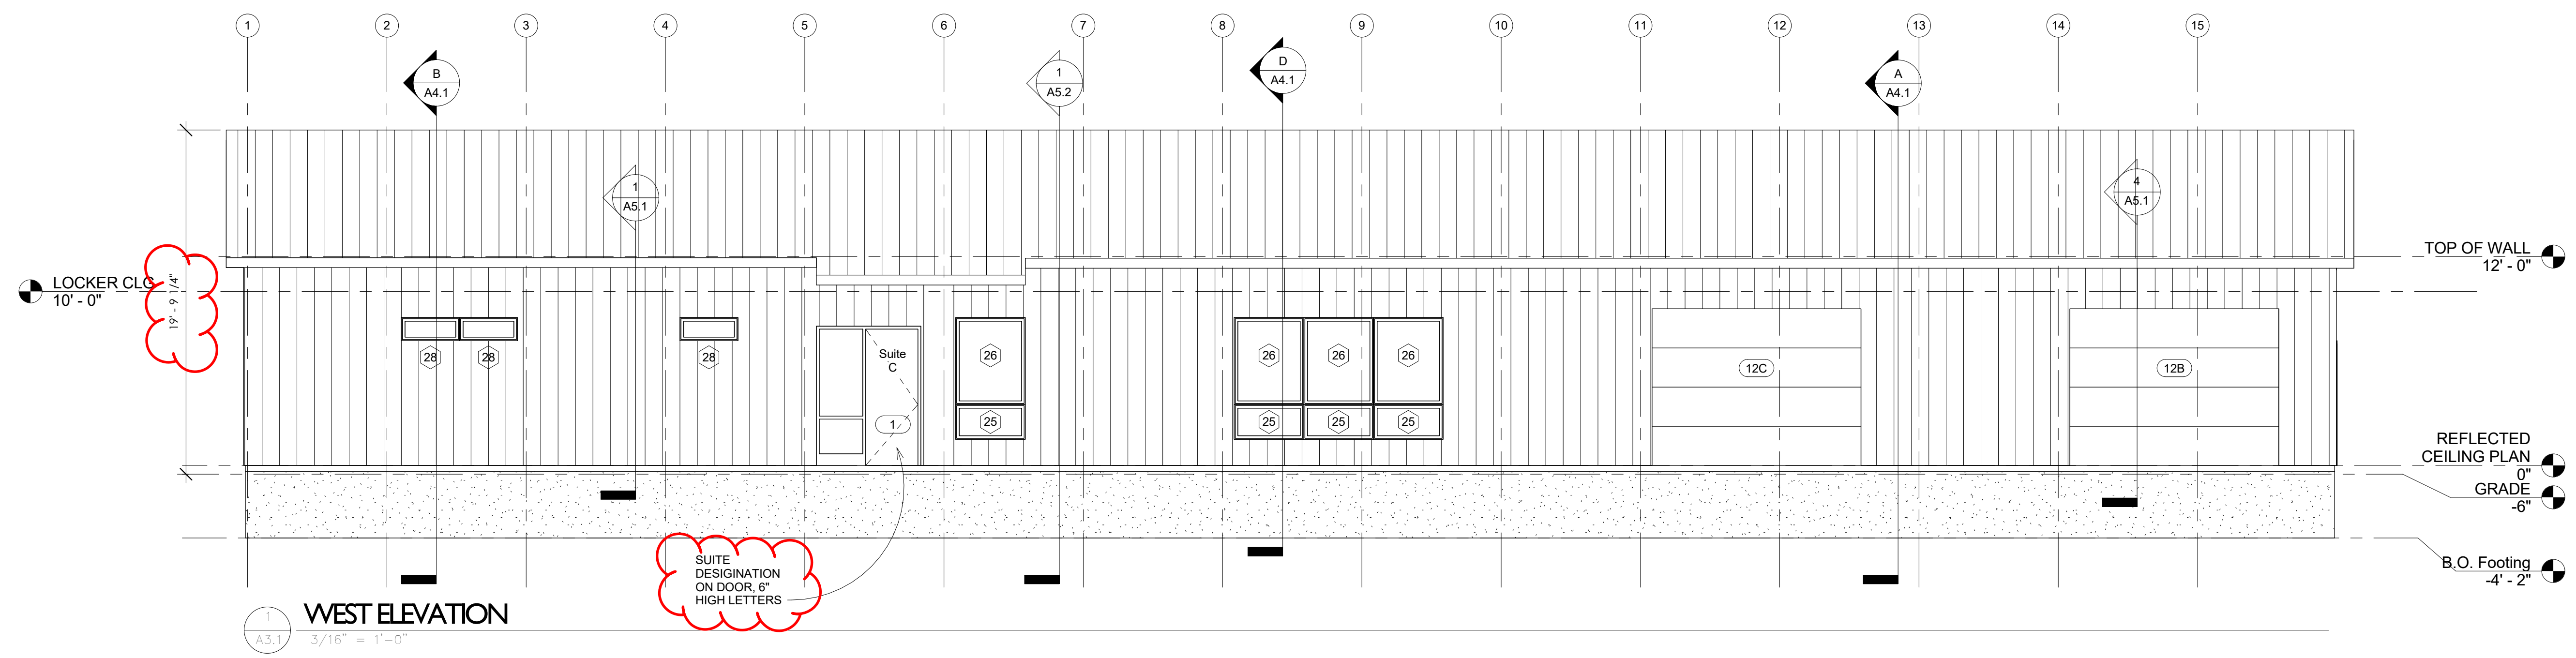 1 2 3 4 5 6 7 8 9 10 11 12 13 14 15
B
A4.1
1
A5.2
D
A4.1
A
A4.1
1
A5.1
4
A5.1
TOP OF WALL
12' - 0"
LOCKER CLG
10' - 0"
19' - 9 1/4"
28 28 28
Suite
C
1
26 26 26 26
25 25 25 25
12C 12B
REFLECTED
CEILING PLAN
0"
GRADE
-6"
B.O. Footing
-4' - 2"
SUITE
DESIGINATION
ON DOOR, 6"
HIGH LETTERS
1
A3.1
WEST ELEVATION
3/16" = 1'-0"